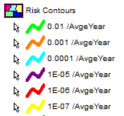 Risk Contours
0.01 /AvgeYear
0.001 /AvgeYear
0.0001 /AvgeYear
1E-05 /AvgeYear
1E-06 /AvgeYear
1E-07 /AvgeYear